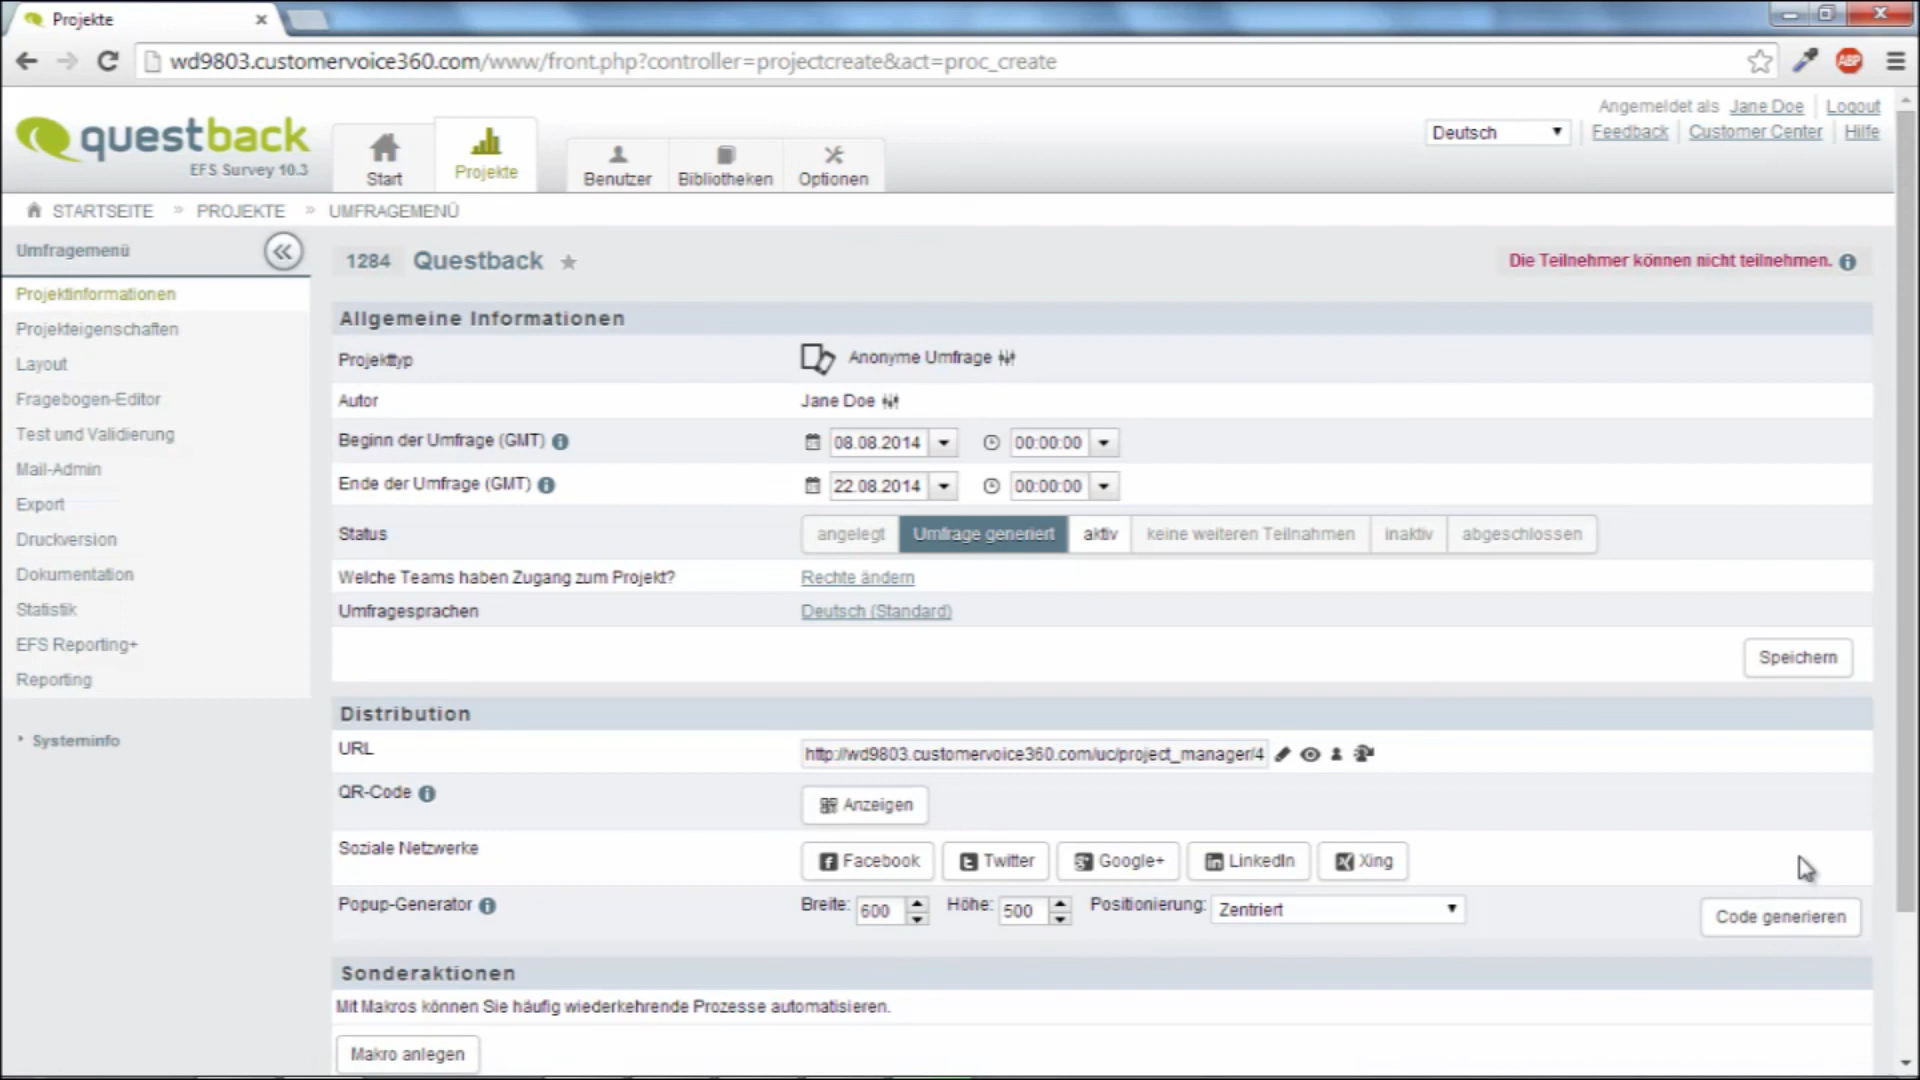 Projekte
wd9803.customervoice360.com/www/front.php?controller=projectcreate&act=proc_create
ABP
Angemeldet als Jane Doe Logout
Deutsch Feedback Customer Center Hilfe
questback
EFS Survey 10.3
Start
Projekte
Benutzer
Bibliotheken
Optionen
STARTSEITE » PROJEKTE » UMFRAGEMENÜ
Umfragemenü
Projektinformationen
Projekteigenschaften
Layout
Fragebogen-Editor
Test und Validierung
Mail-Admin
Export
Druckversion
Dokumentation
Statistik
EFS Reporting+
Reporting
Systeminfo
1284 Questback
Die Teilnehmer können nicht teilnehmen.
Allgemeine Informationen
Projekttyp Anonyme Umfrage
Autor Jane Doe
Beginn der Umfrage (GMT) 08.08.2014 00:00:00
Ende der Umfrage (GMT) 22.08.2014 00:00:00
Status angelegt Umfrage generiert aktiv keine weiteren Teilnahmen inaktiv abgeschlossen
Welche Teams haben Zugang zum Projekt? Rechte ändern
Umfragesprachen Deutsch (Standard)
Speichern
Distribution
URL http://wd9803.customervoice360.com/uc/project_manager/4
QR-Code Anzeigen
Soziale Netzwerke Facebook Twitter Google+ LinkedIn Xing
Popup-Generator Breite: 600 Höhe: 500 Positionierung: Zentriert
Code generieren
Sonderaktionen
Mit Makros können Sie häufig wiederkehrende Prozesse automatisieren.
Makro anlegen